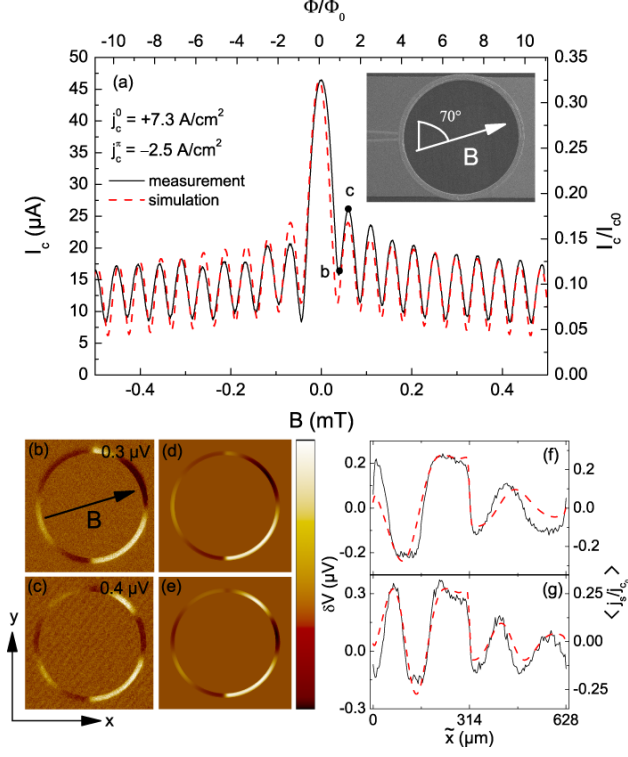 Φ/Φ0
-10 -8 -6 -4 -2 0 2 4 6 8 10
(a)
j_c^0 = +7.3 A/cm²
j_c^π = –2.5 A/cm²
measurement
simulation
70°
B
b
c
I_c (µA)
50
45
40
35
30
25
20
15
10
5
0
I_c/I_c0
0.35
0.30
0.25
0.20
0.15
0.10
0.05
0.00
-0.4 -0.2 0.0 0.2 0.4
B (mT)
(b) 0.3 µV
B
(d)
(c) 0.4 µV
(e)
y
x
δV (µV)
(f)
0.2
0.0
-0.2
0.2
0.0
-0.2
(g)
0.3
0.0
-0.3
0.25
0.00
-0.25
0 314 628
x̃ (µm)